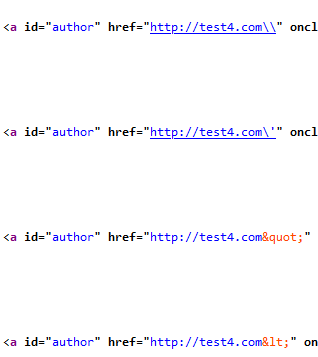 <a id="author" href="http://test4.com\\" oncl
<a id="author" href="http://test4.com\'" oncl
<a id="author" href="http://test4.com&quot;"
<a id="author" href="http://test4.com&lt;" on